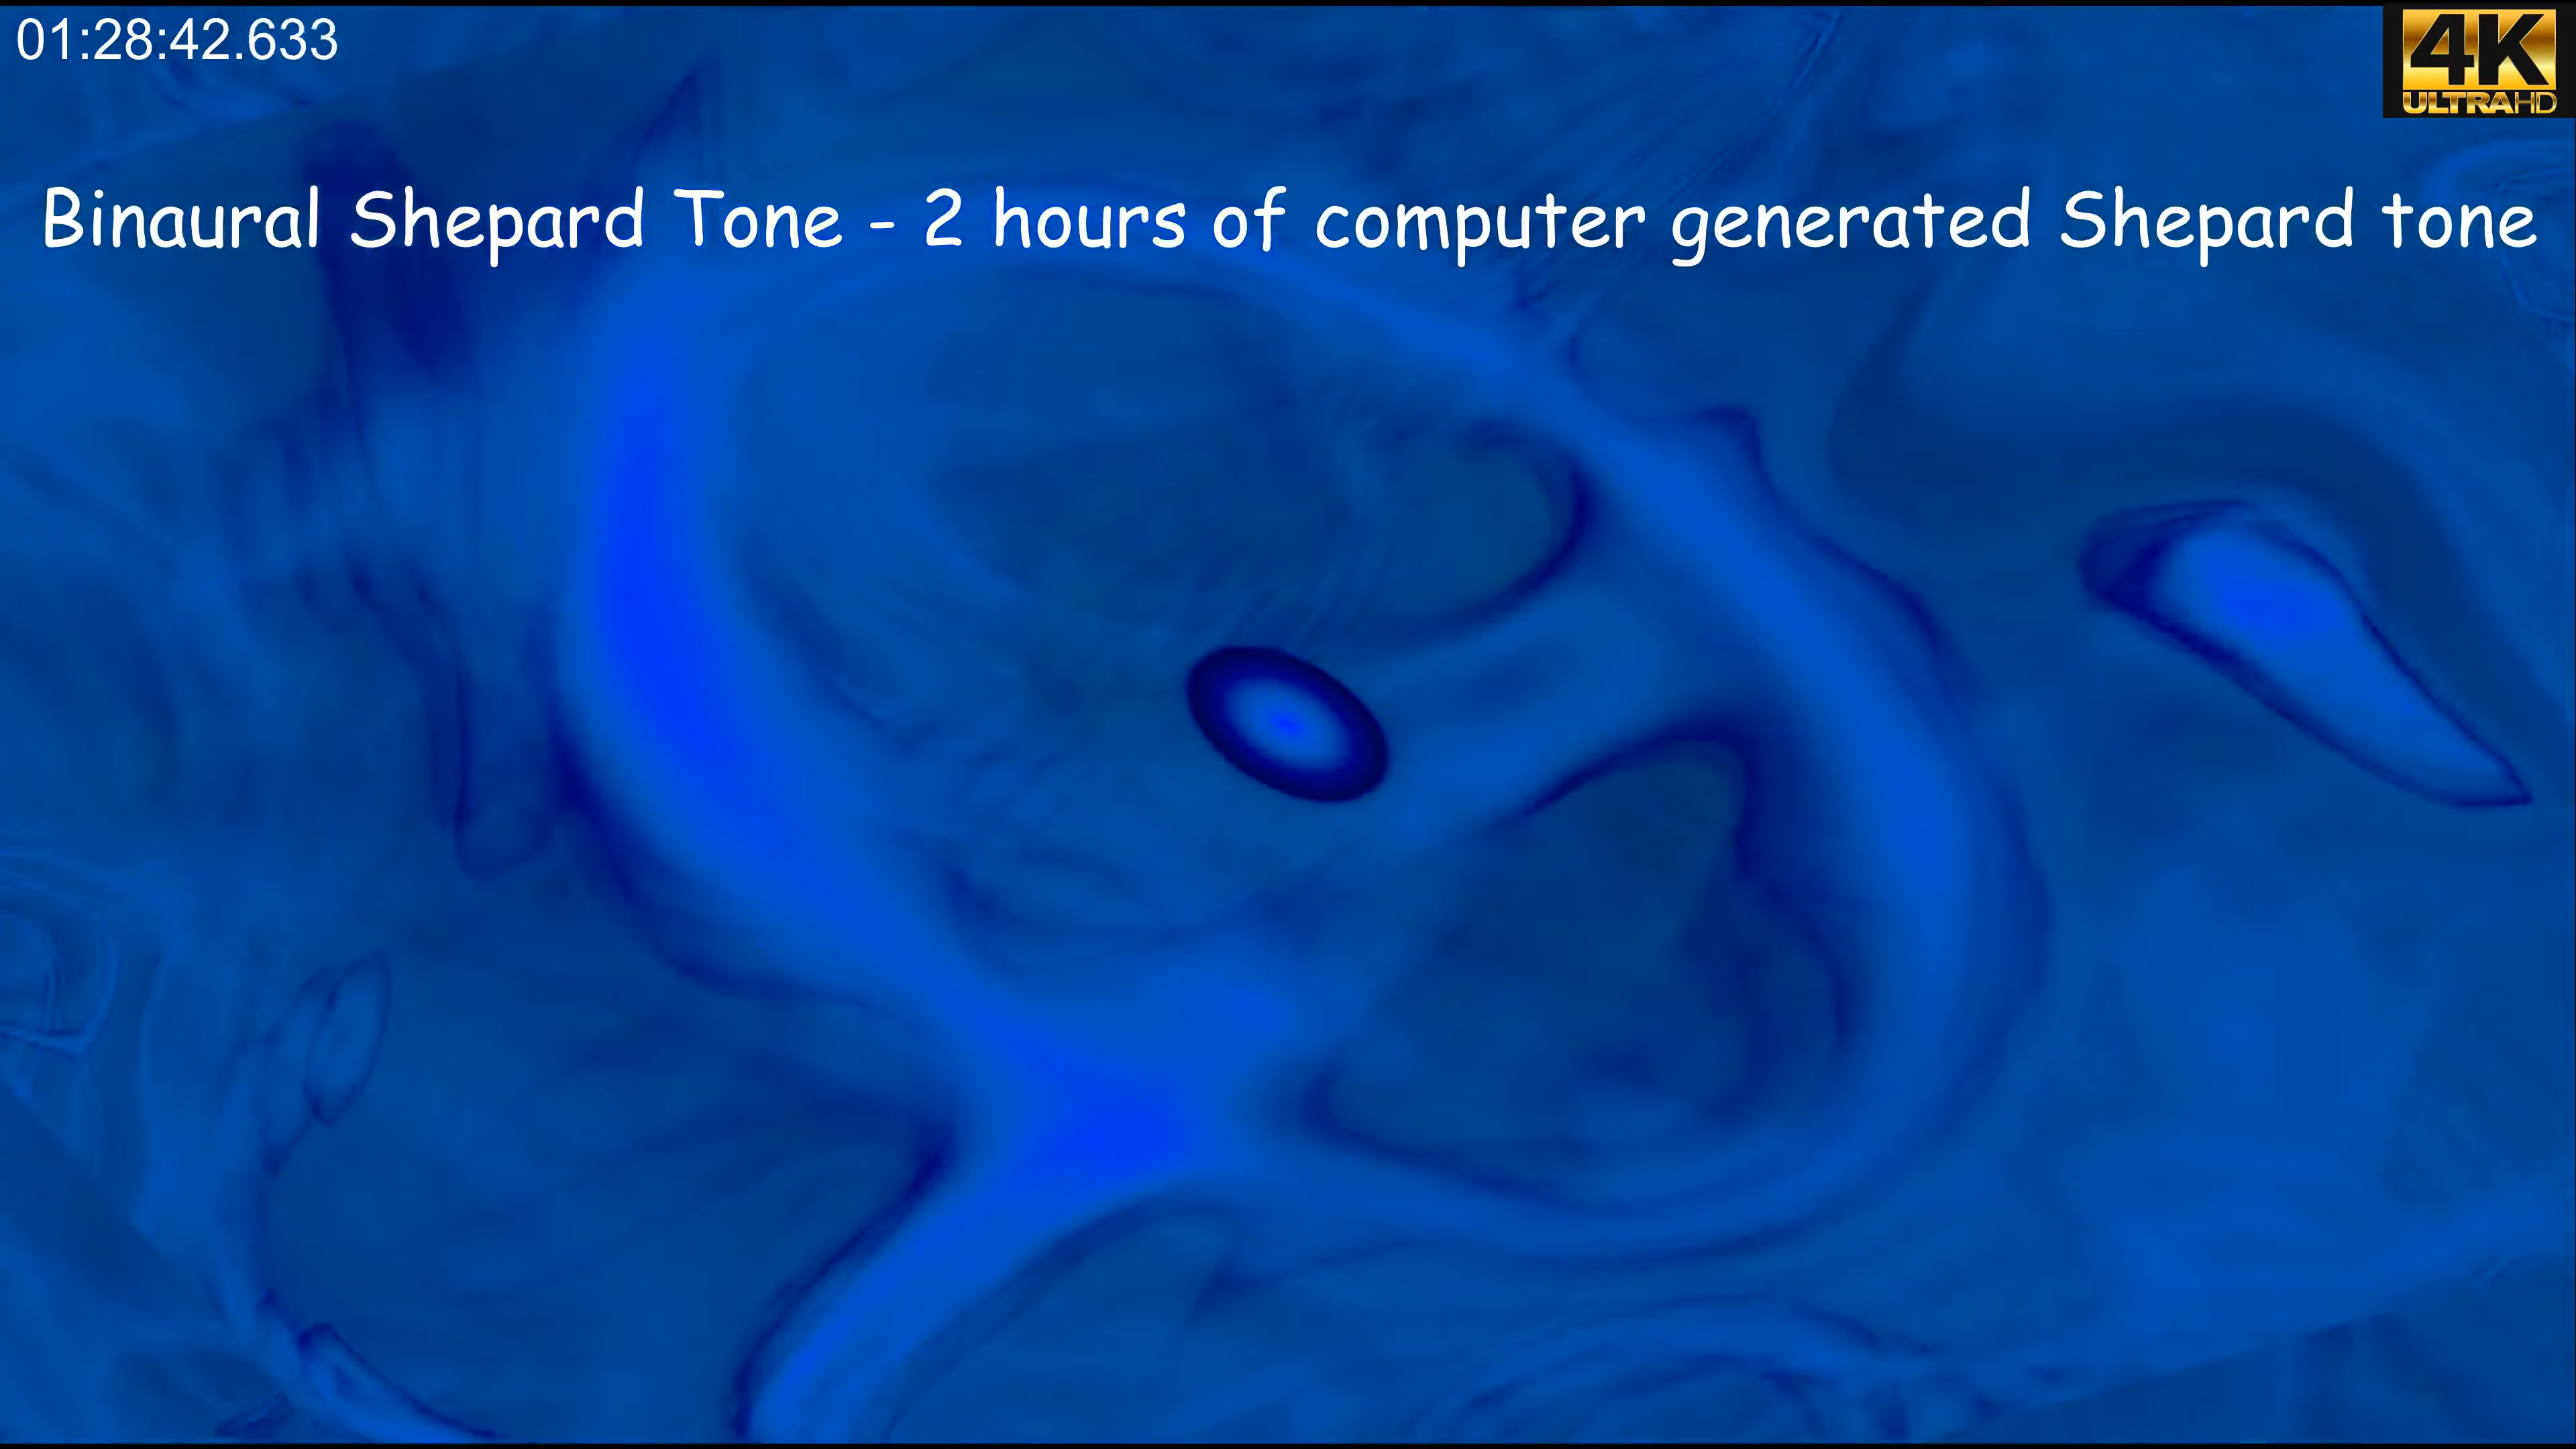 01:28:42.633
4K
ULTRAHD
Binaural Shepard Tone - 2 hours of computer generated Shepard tone